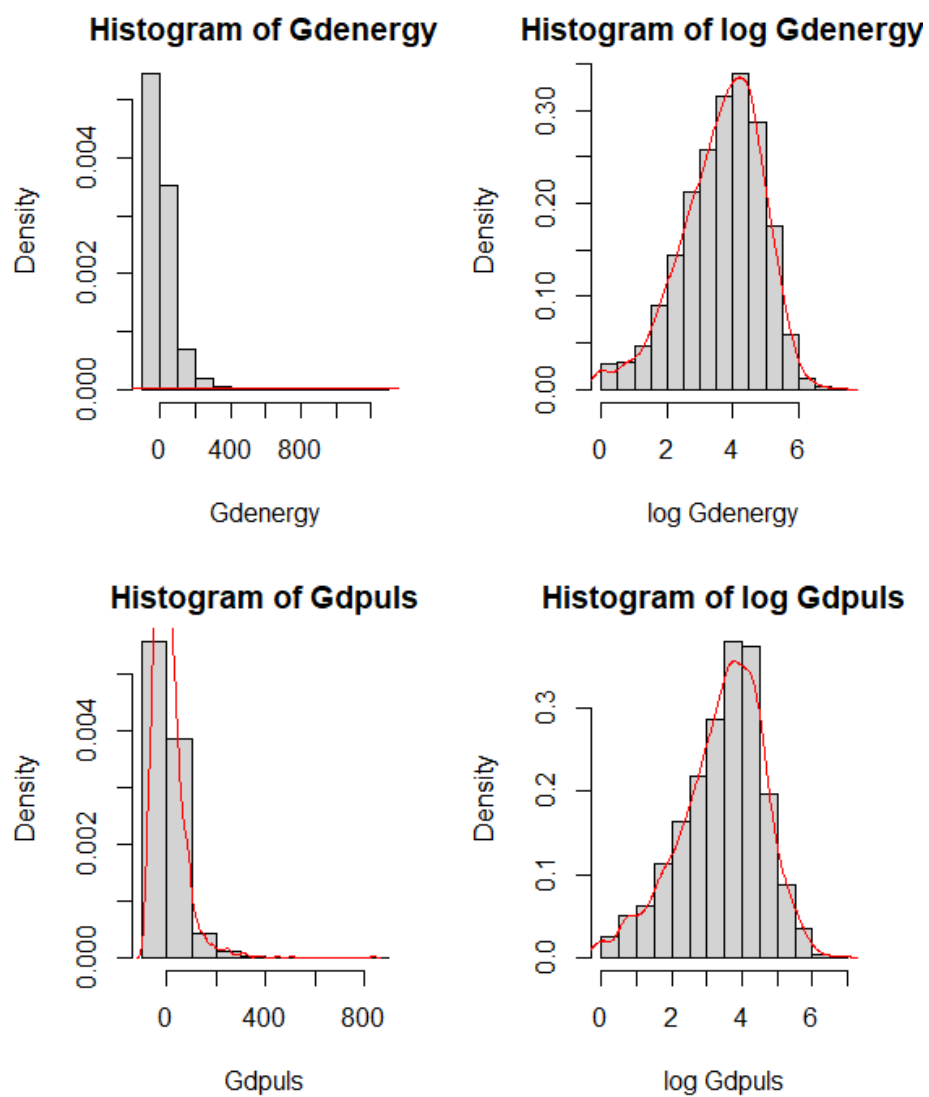 Histogram of Gdenergy
Density
0.000 0.002 0.004
0 400 800
Gdenergy
Histogram of log Gdenergy
Density
0.00 0.10 0.20 0.30
0 2 4 6
log Gdenergy
Histogram of Gdpuls
Density
0.000 0.002 0.004
0 400 800
Gdpuls
Histogram of log Gdpuls
Density
0.0 0.1 0.2 0.3
0 2 4 6
log Gdpuls